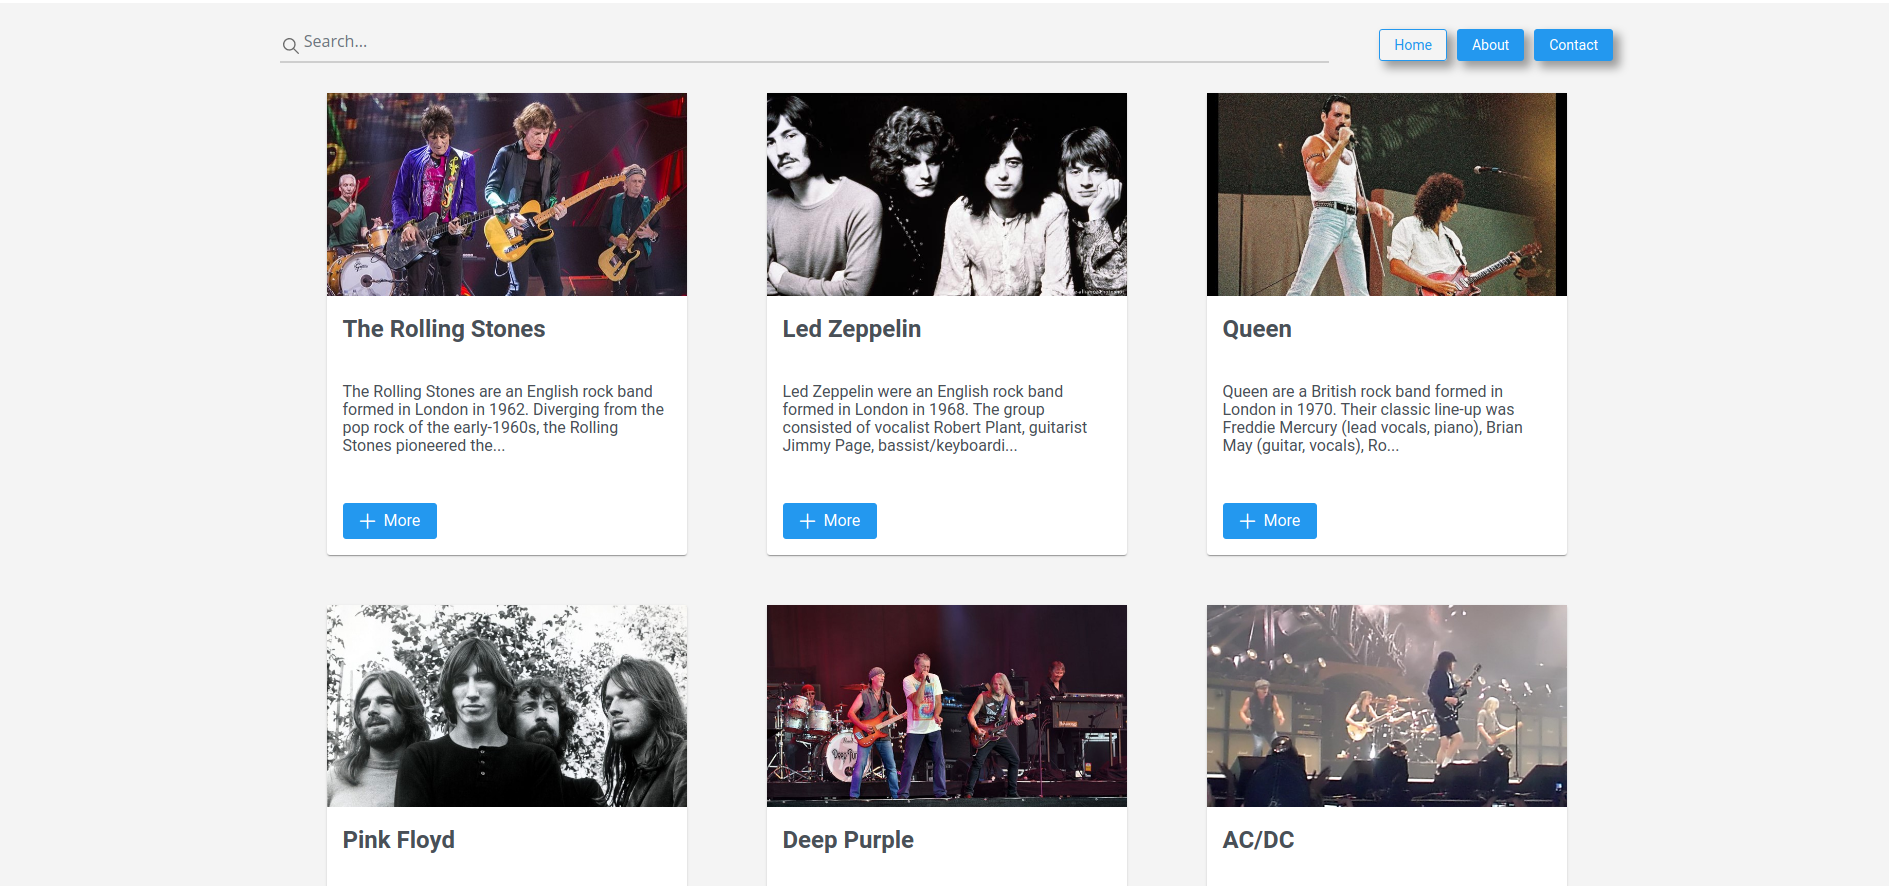 Search...
Home
About
Contact
The Rolling Stones
The Rolling Stones are an English rock band
formed in London in 1962. Diverging from the
pop rock of the early-1960s, the Rolling
Stones pioneered the...
More
Led Zeppelin
Led Zeppelin were an English rock band
formed in London in 1968. The group
consisted of vocalist Robert Plant, guitarist
Jimmy Page, bassist/keyboardi...
More
Queen
Queen are a British rock band formed in
London in 1970. Their classic line-up was
Freddie Mercury (lead vocals, piano), Brian
May (guitar, vocals), Ro...
More
Pink Floyd
Deep Purple
AC/DC